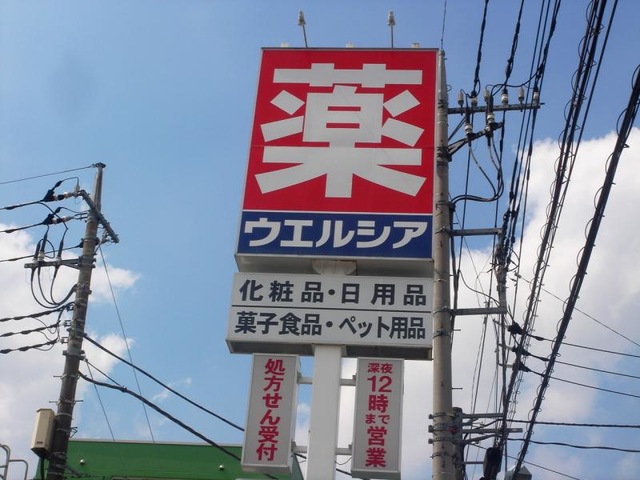 薬
ウエルシア
化粧品・日用品
菓子食品・ペット用品
処方せん受付
深夜12時まで営業